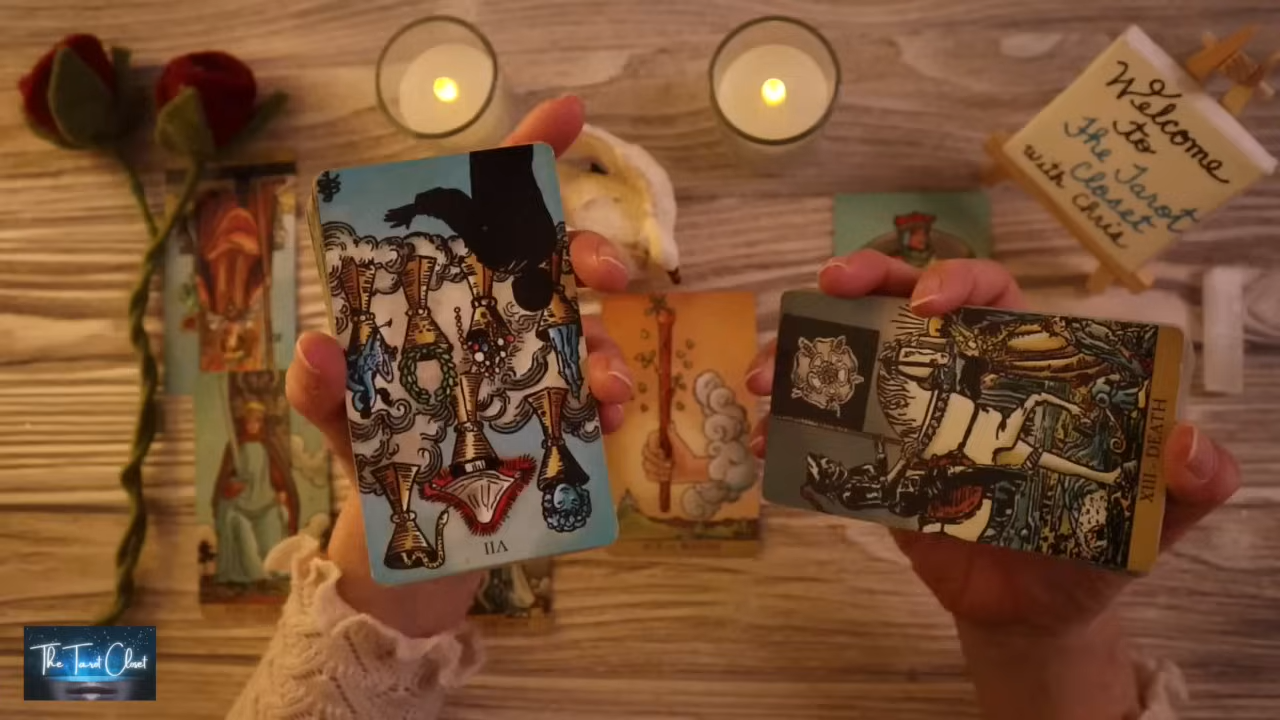 Welcome
to
The Tarot
Closet
with Chris
VII
XIII - DEATH
The Tarot Closet